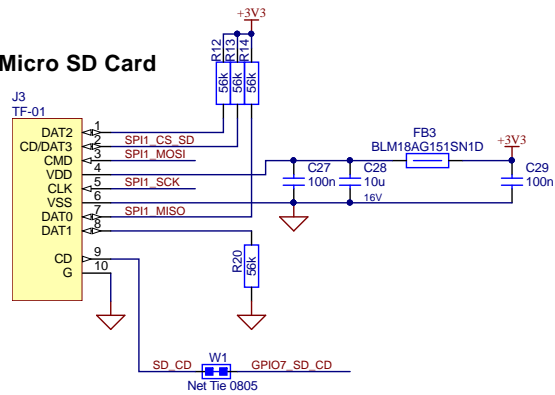 +3V3
Micro SD Card
R12
R13
R14
56k
56k
56k
J3
TF-01
DAT2 1
CD/DAT3 2 SPI1_CS_SD
CMD 3 SPI1_MOSI
VDD 4
CLK 5 SPI1_SCK
VSS 6
DAT0 7 SPI1_MISO
DAT1 8
CD 9
G 10
FB3
BLM18AG151SN1D
+3V3
C27
100n
C28
10u
16V
C29
100n
R20
56k
SD_CD W1 GPIO7_SD_CD
Net Tie 0805